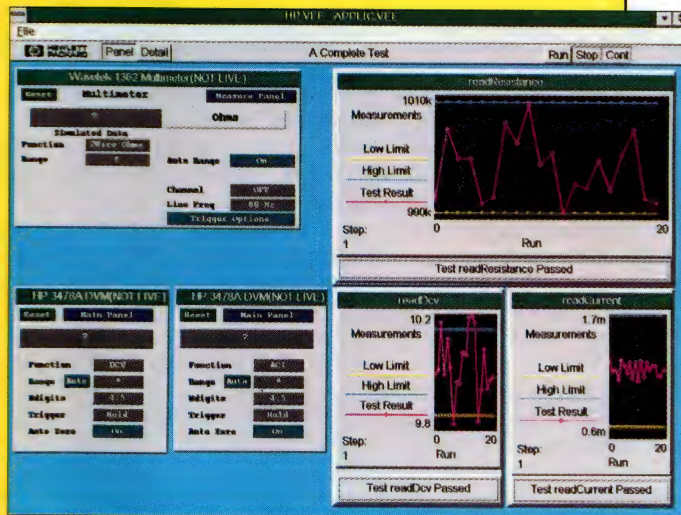 HP VEE APPLIC.VEE
File
Panel Detail A Complete Test Run Stop Cont
Wavetek 1362 Multimeter(NOT LIVE)
Reset Multimeter Measure Panel
? Ohms
Simulated Data
Function 2Wire Ohms
Range Auto Range On
Channel OFF
Line Freq 60 Hz
Trigger Options
readResistance
1010k
Measurements
Low Limit
High Limit
Test Result
990k
Step:
1
0 20
Run
Test readResistance Passed
HP 3478A DVM(NOT LIVE)
Reset Main Panel
?
Function DCV
Range Auto
Ndigits 4.5
Trigger Hold
Auto Zero On
HP 3478A DVM(NOT LIVE)
Reset Main Panel
?
Function ACI
Range Auto
Ndigits 4.5
Trigger Hold
Auto Zero On
readDcv
10.2
Measurements
Low Limit
High Limit
Test Result
9.8
Step:
1
0 20
Run
Test readDcv Passed
readCurrent
1.7m
Measurements
Low Limit
High Limit
Test Result
0.6m
Step:
1
0 20
Run
Test readCurrent Passed